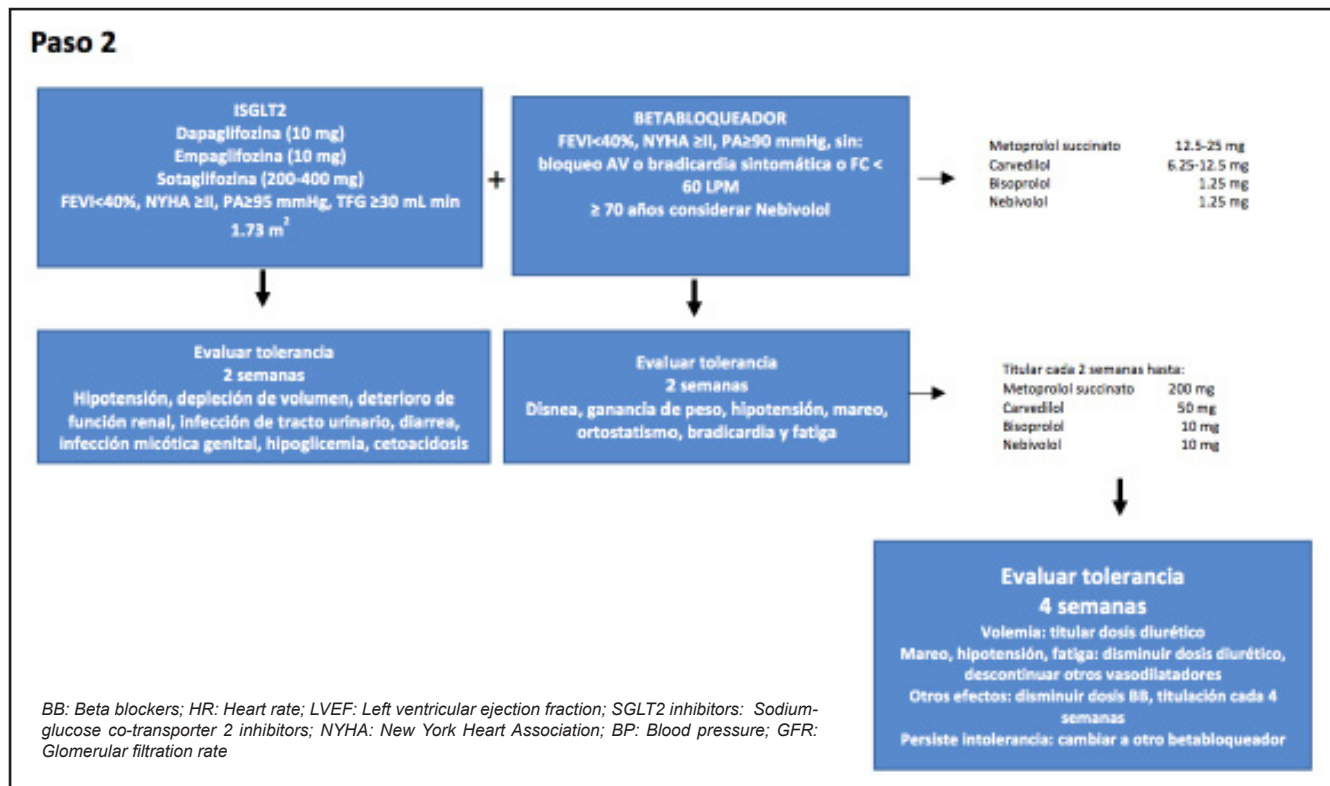 Paso 2
ISGLT2
Dapaglifozina (10 mg)
Empaglifozina (10 mg)
Sotaglifozina (200-400 mg)
FEVI<40%, NYHA ≥II, PA≥95 mmHg, TFG ≥30 mL min
1.73 m²
+
BETABLOQUEADOR
FEVI<40%, NYHA ≥II, PA≥90 mmHg, sin:
bloqueo AV o bradicardia sintomática o FC <
60 LPM
≥ 70 años considerar Nebivolol
Metoprolol succinato 12.5-25 mg
Carvedilol 6.25-12.5 mg
Bisoprolol 1.25 mg
Nebivolol 1.25 mg
Evaluar tolerancia
2 semanas
Hipotensión, depleción de volumen, deterioro de
función renal, infección de tracto urinario, diarrea,
infección micótica genital, hipoglicemia, cetoacidosis
Evaluar tolerancia
2 semanas
Disnea, ganancia de peso, hipotensión, mareo,
ortostatismo, bradicardia y fatiga
Titular cada 2 semanas hasta:
Metoprolol succinato 200 mg
Carvedilol 50 mg
Bisoprolol 10 mg
Nebivolol 10 mg
Evaluar tolerancia
4 semanas
Volemia: titular dosis diurético
Mareo, hipotensión, fatiga: disminuir dosis diurético,
descontinuar otros vasodilatadores
Otros efectos: disminuir dosis BB, titulación cada 4
semanas
Persiste intolerancia: cambiar a otro betabloqueador
BB: Beta blockers; HR: Heart rate; LVEF: Left ventricular ejection fraction; SGLT2 inhibitors: Sodium-
glucose co-transporter 2 inhibitors; NYHA: New York Heart Association; BP: Blood pressure; GFR:
Glomerular filtration rate